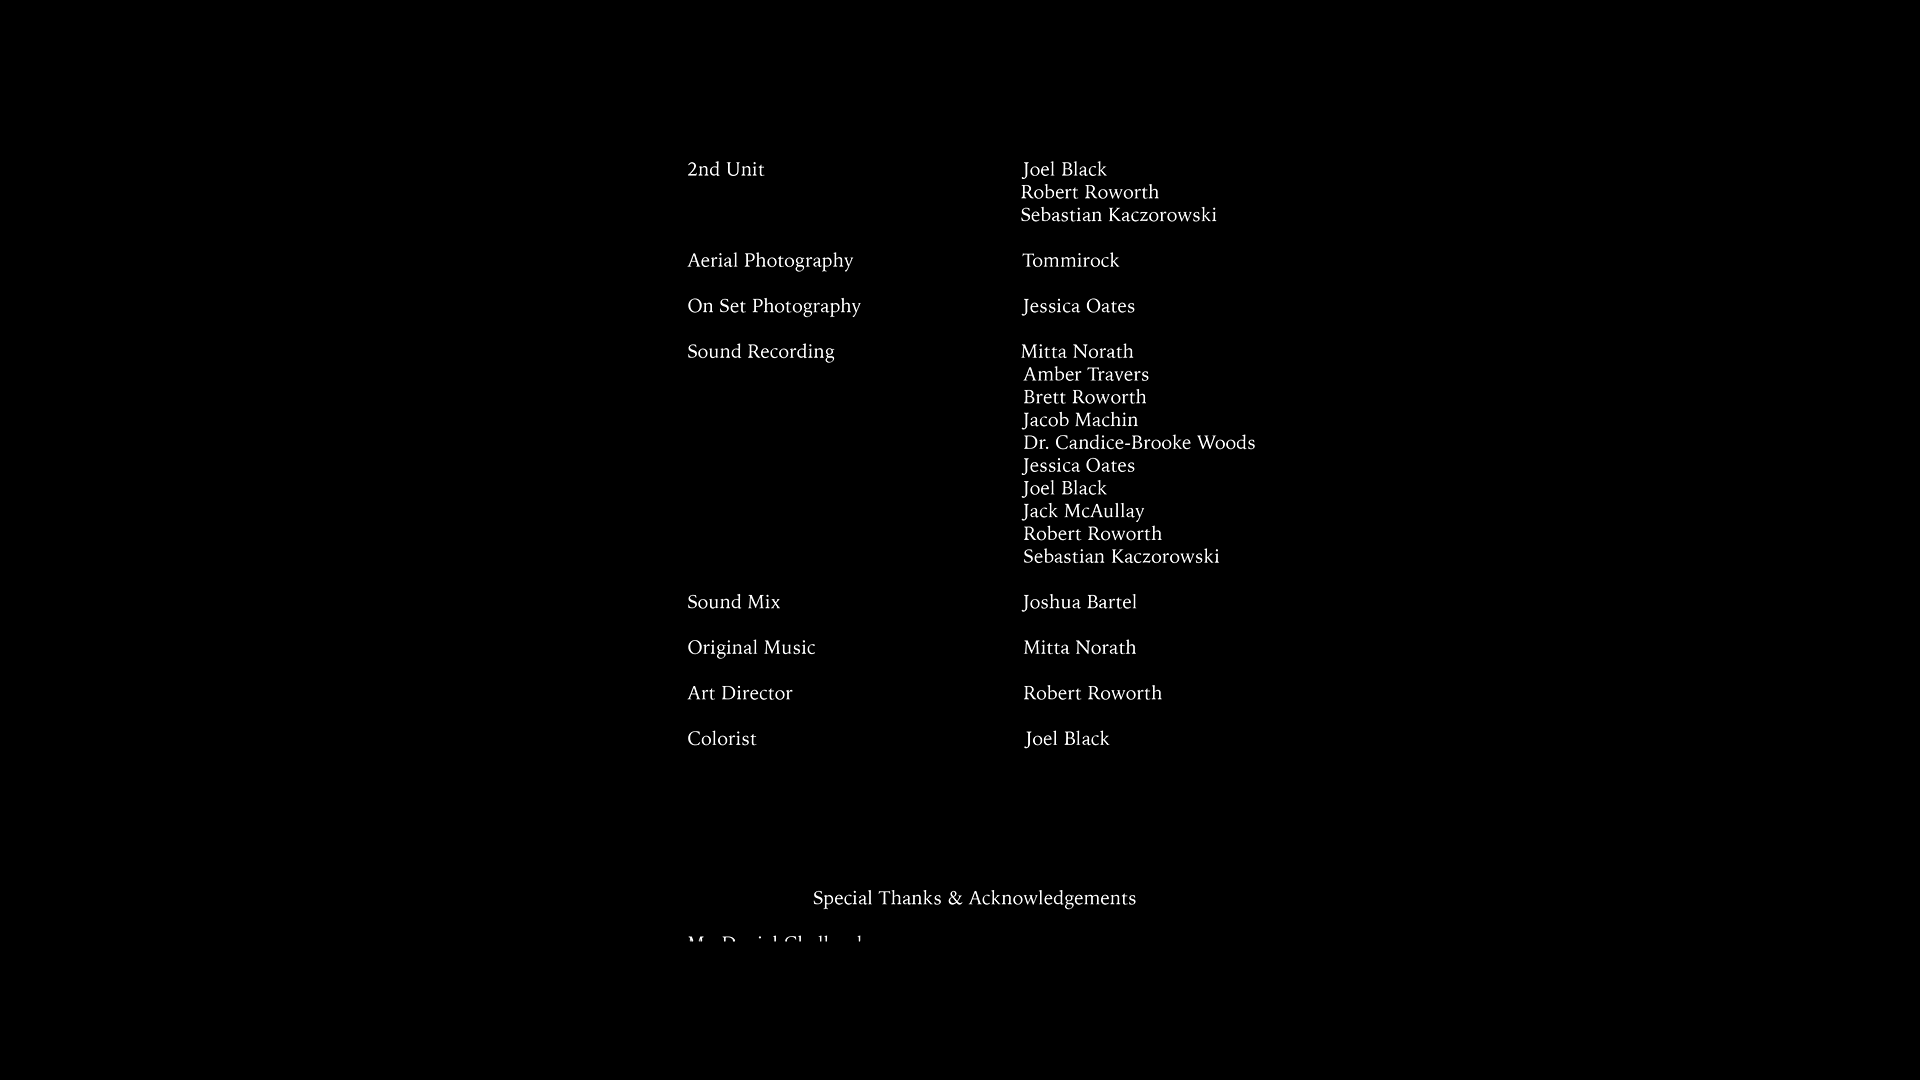 2nd Unit Joel Black
Robert Roworth
Sebastian Kaczorowski
Aerial Photography Tommirock
On Set Photography Jessica Oates
Sound Recording Mitta Norath
Amber Travers
Brett Roworth
Jacob Machin
Dr. Candice-Brooke Woods
Jessica Oates
Joel Black
Jack McAullay
Robert Roworth
Sebastian Kaczorowski
Sound Mix Joshua Bartel
Original Music Mitta Norath
Art Director Robert Roworth
Colorist Joel Black
Special Thanks & Acknowledgements